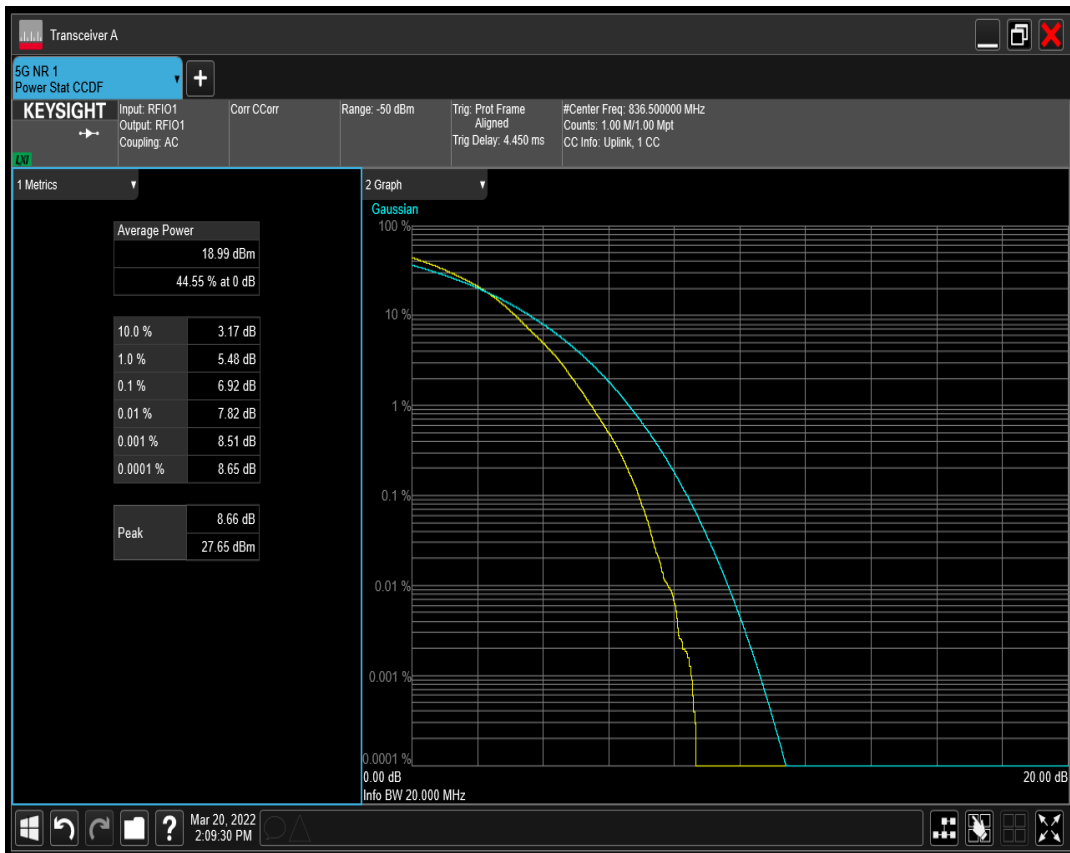 Transceiver A
5G NR 1
Power Stat CCDF
+
KEYSIGHT
LXI
Input: RFIO1
Output: RFIO1
Coupling: AC
Corr CCorr
Range: -50 dBm
Trig: Prot Frame
Aligned
Trig Delay: 4.450 ms
#Center Freq: 836.500000 MHz
Counts: 1.00 M/1.00 Mpt
CC Info: Uplink, 1 CC
1 Metrics
Average Power
18.99 dBm
44.55 % at 0 dB
10.0 % 3.17 dB
1.0 % 5.48 dB
0.1 % 6.92 dB
0.01 % 7.82 dB
0.001 % 8.51 dB
0.0001 % 8.65 dB
Peak
8.66 dB
27.65 dBm
2 Graph
Gaussian
100 %
10 %
1 %
0.1 %
0.01 %
0.001 %
0.0001 %
0.00 dB 20.00 dB
Info BW 20.000 MHz
?
Mar 20, 2022
2:09:30 PM